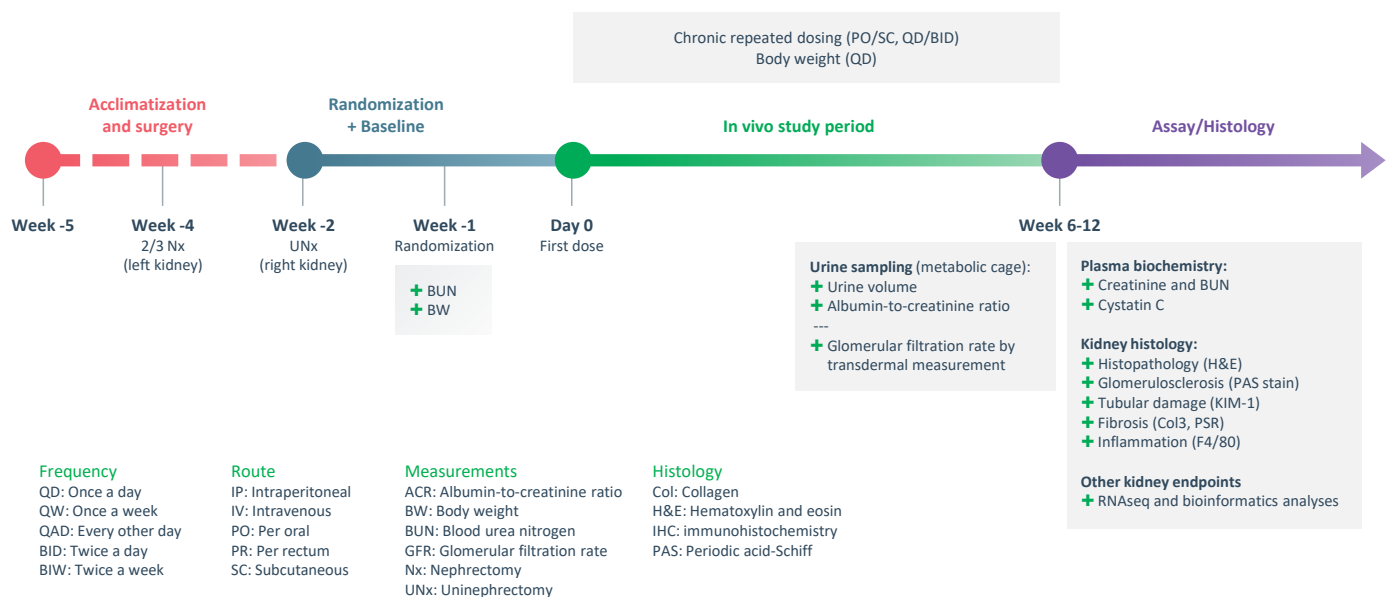 Chronic repeated dosing (PO/SC, QD/BID)
Body weight (QD)
Acclimatization
and surgery
Randomization
+ Baseline
In vivo study period
Assay/Histology
Week -5
Week -4
2/3 Nx
(left kidney)
Week -2
UNx
(right kidney)
Week -1
Randomization
+ BUN
+ BW
Day 0
First dose
Week 6-12
Urine sampling (metabolic cage):
+ Urine volume
+ Albumin-to-creatinine ratio
---
+ Glomerular filtration rate by
transdermal measurement
Plasma biochemistry:
+ Creatinine and BUN
+ Cystatin C
Kidney histology:
+ Histopathology (H&E)
+ Glomerulosclerosis (PAS stain)
+ Tubular damage (KIM-1)
+ Fibrosis (Col3, PSR)
+ Inflammation (F4/80)
Other kidney endpoints
+ RNAseq and bioinformatics analyses
Frequency
QD: Once a day
QW: Once a week
QAD: Every other day
BID: Twice a day
BIW: Twice a week
Route
IP: Intraperitoneal
IV: Intravenous
PO: Per oral
PR: Per rectum
SC: Subcutaneous
Measurements
ACR: Albumin-to-creatinine ratio
BW: Body weight
BUN: Blood urea nitrogen
GFR: Glomerular filtration rate
Nx: Nephrectomy
UNx: Uninephrectomy
Histology
Col: Collagen
H&E: Hematoxylin and eosin
IHC: immunohistochemistry
PAS: Periodic acid-Schiff